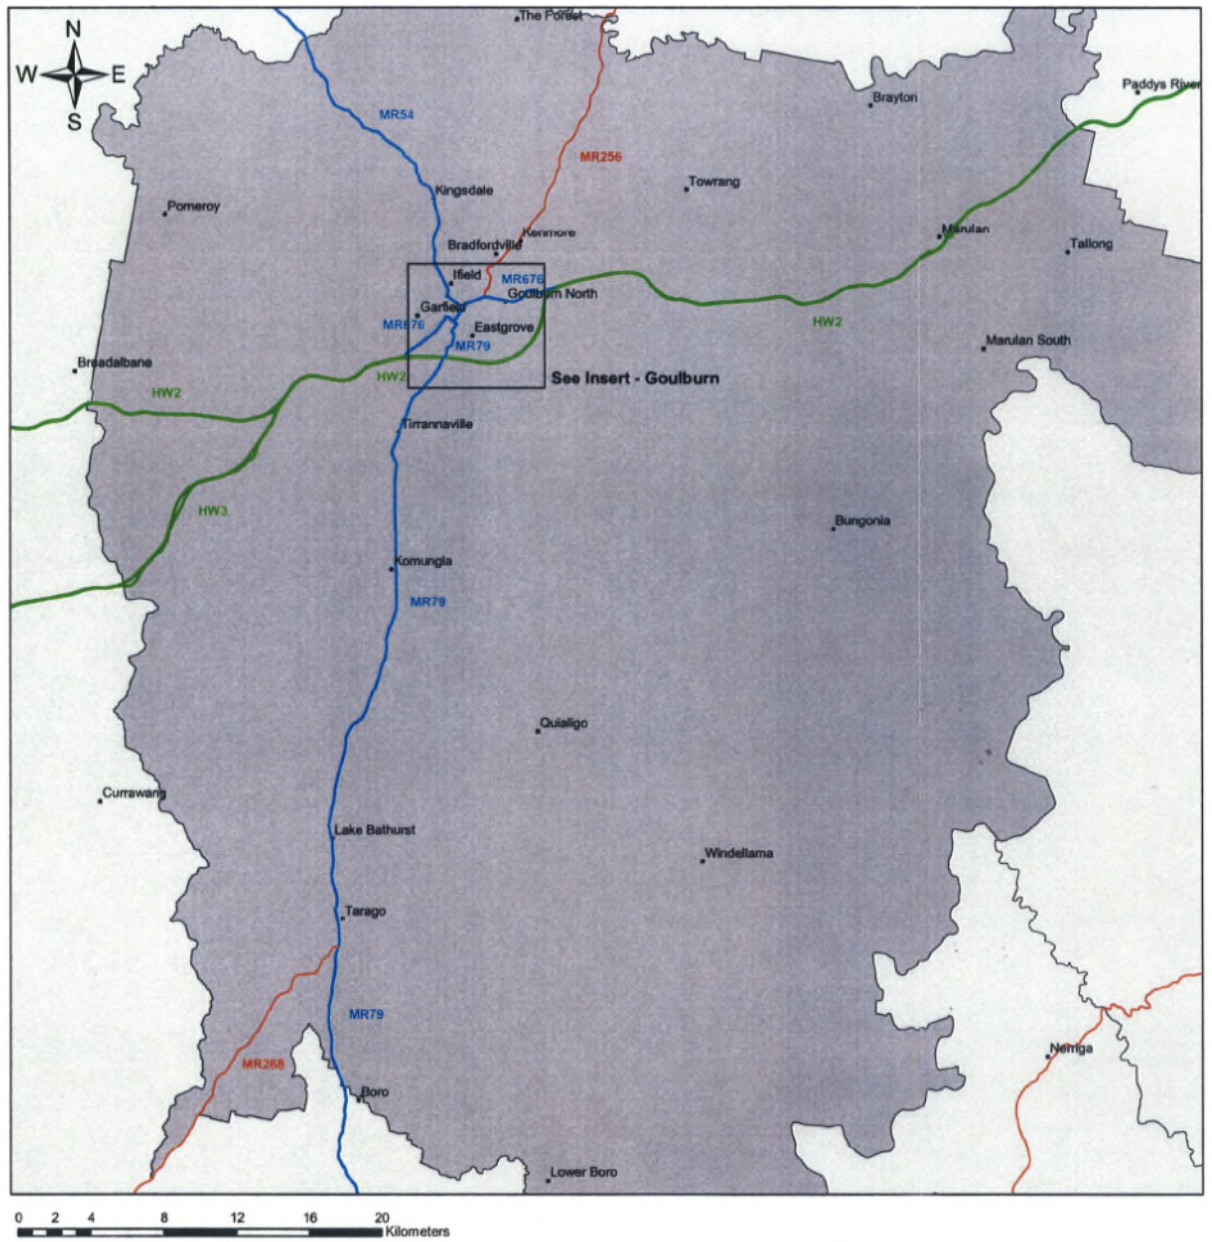 The Forest
N
W E
S
Paddys River
Brayton
MR54
MR256
Towrang
Kingsdale
Pomeroy
Kenmore
Marulan
Bradfordville
Tallong
Ifield
MR676
Goulburn North
Garfield
MR676
HW2
Eastgrove
Marulan South
MR79
Breadalbane
HW2
See Insert - Goulburn
HW2
Tirrannaville
HW3
Bungonia
Komungla
MR79
Quialigo
Currawang
Lake Bathurst
Windellama
Tarago
MR79
Nerriga
MR268
Boro
Lower Boro
0 2 4 8 12 16 20
Kilometers